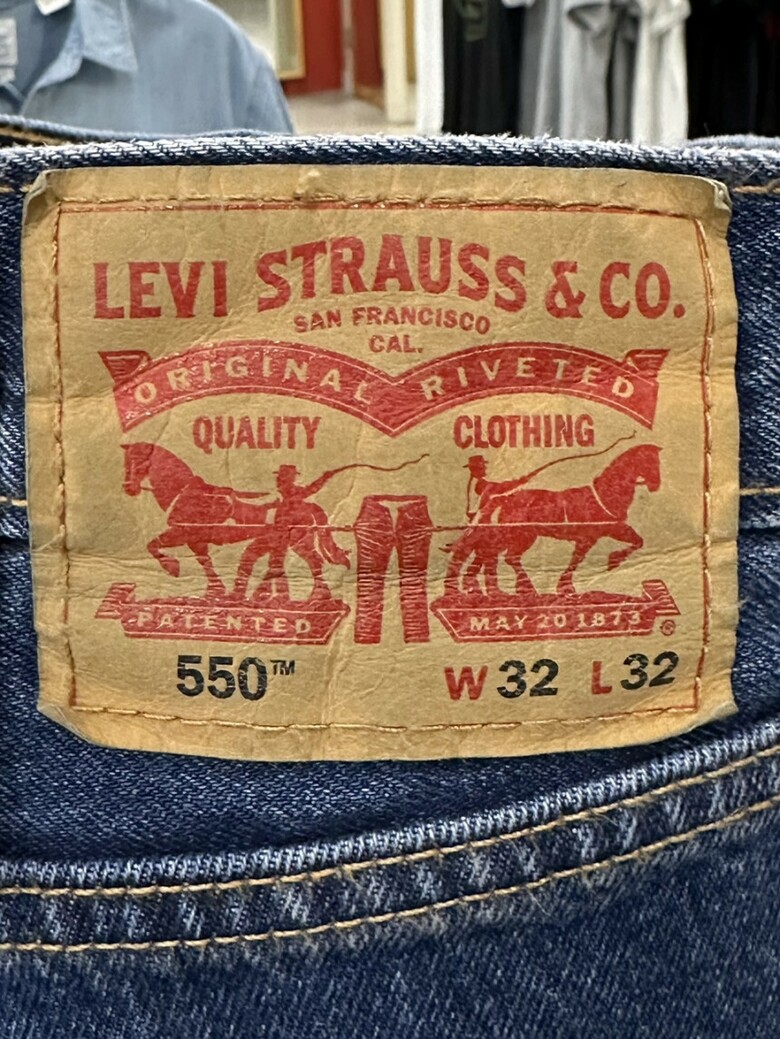 LEVI STRAUSS & CO.
SAN FRANCISCO
CAL.
ORIGINAL RIVETED
QUALITY CLOTHING
PATENTED MAY 20 1873 ®
550™ W 32 L 32